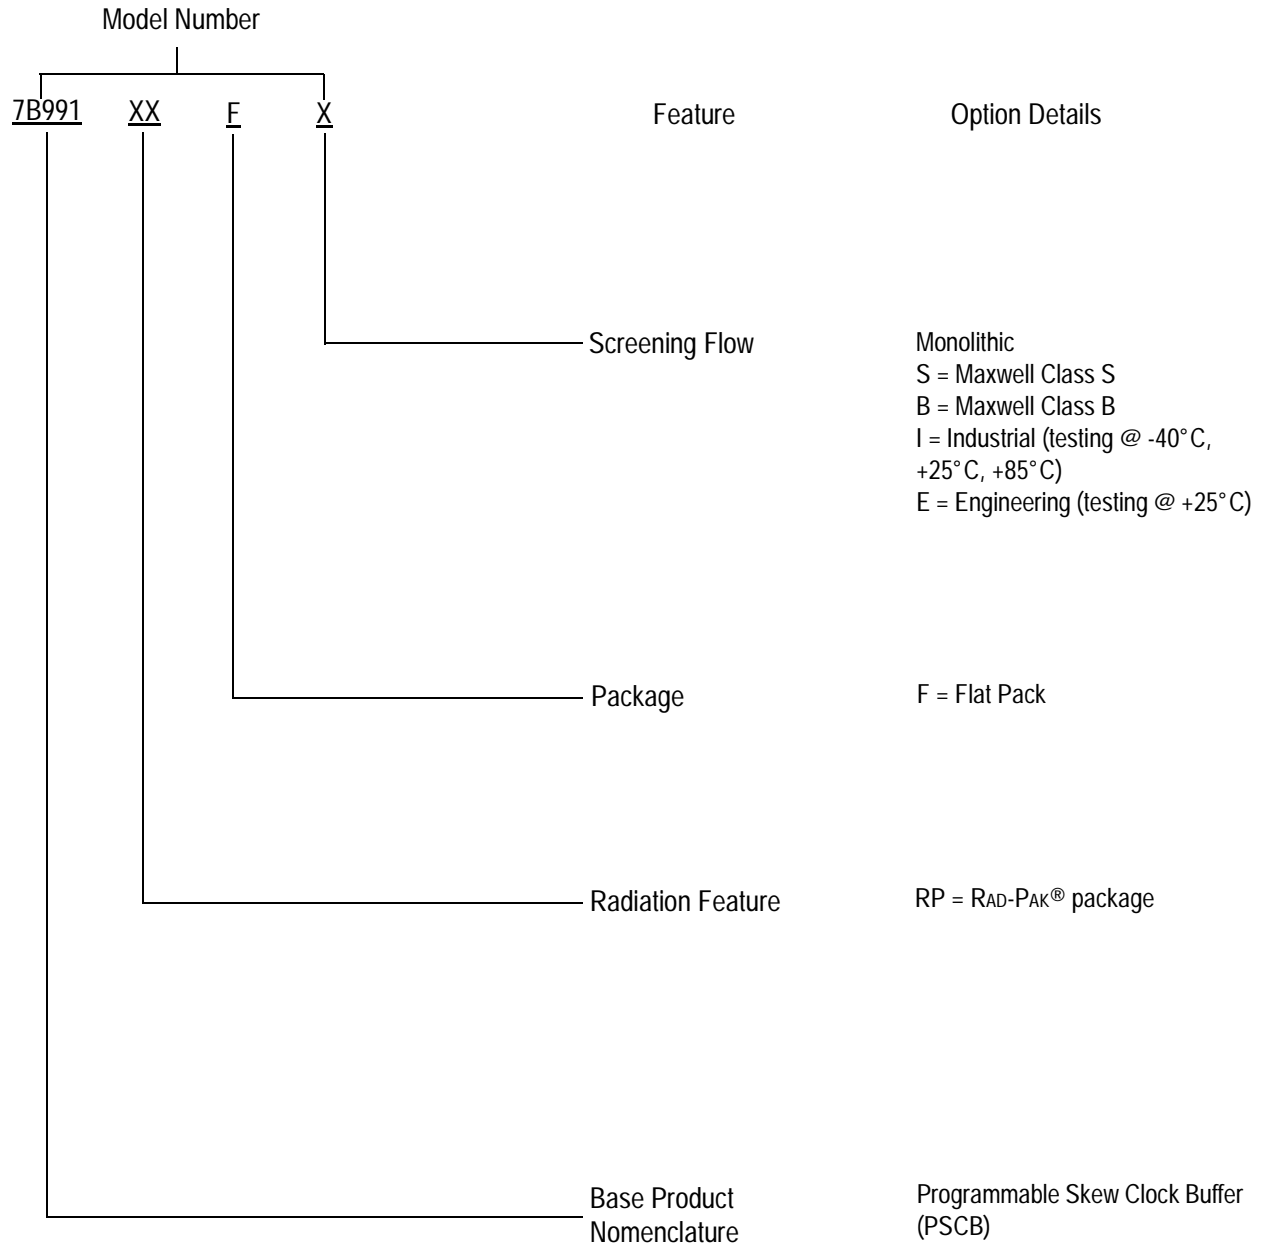 Model Number
7B991 XX F X Feature Option Details
Screening Flow
Monolithic
S = Maxwell Class S
B = Maxwell Class B
I = Industrial (testing @ -40°C,
+25°C, +85°C)
E = Engineering (testing @ +25°C)
Package
F = Flat Pack
Radiation Feature
RP = RAD-PAK® package
Base Product
Nomenclature
Programmable Skew Clock Buffer
(PSCB)